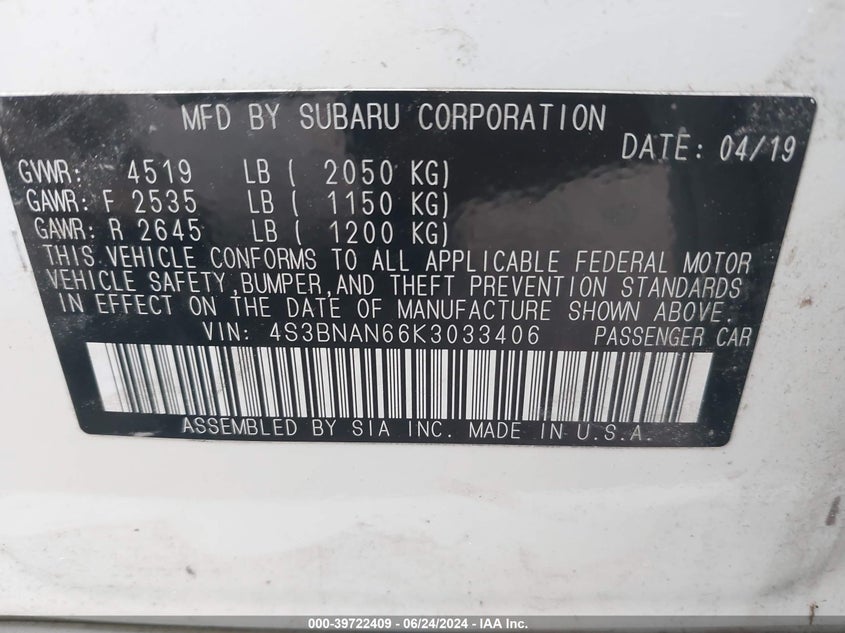 MFD BY SUBARU CORPORATION
DATE: 04/19
GVWR: 4519 LB ( 2050 KG)
GAWR: F 2535 LB ( 1150 KG)
GAWR: R 2645 LB ( 1200 KG)
THIS VEHICLE CONFORMS TO ALL APPLICABLE FEDERAL MOTOR
VEHICLE SAFETY,BUMPER,AND THEFT PREVENTION STANDARDS
IN EFFECT ON THE DATE OF MANUFACTURE SHOWN ABOVE.
VIN: 4S3BNAN66K3033406 PASSENGER CAR
ASSEMBLED BY SIA INC. MADE IN U.S.A.
000-39722409 - 06/24/2024 - IAA Inc.